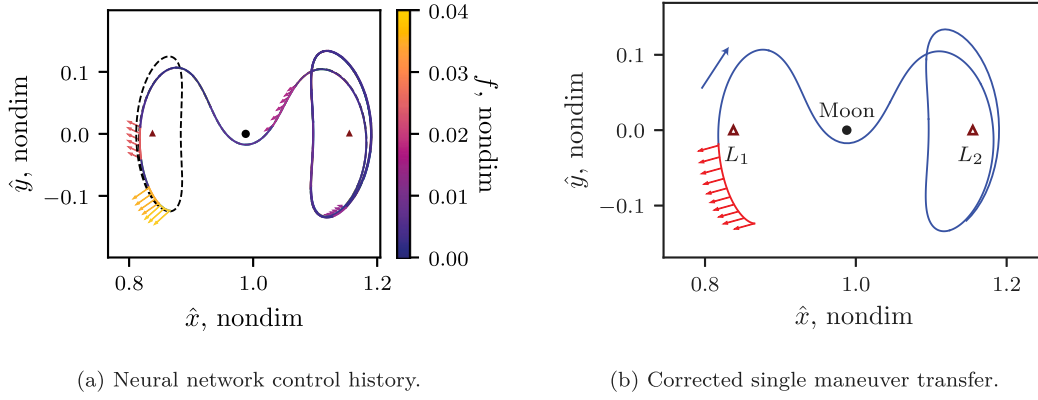 0.04
0.03
0.02
0.01
0.00
f, nondim
0.1
0.0
−0.1
ŷ, nondim
0.8
1.0
1.2
x̂, nondim
(a) Neural network control history.
0.1
0.0
−0.1
ŷ, nondim
Moon
L₁
L₂
0.8
1.0
1.2
x̂, nondim
(b) Corrected single maneuver transfer.